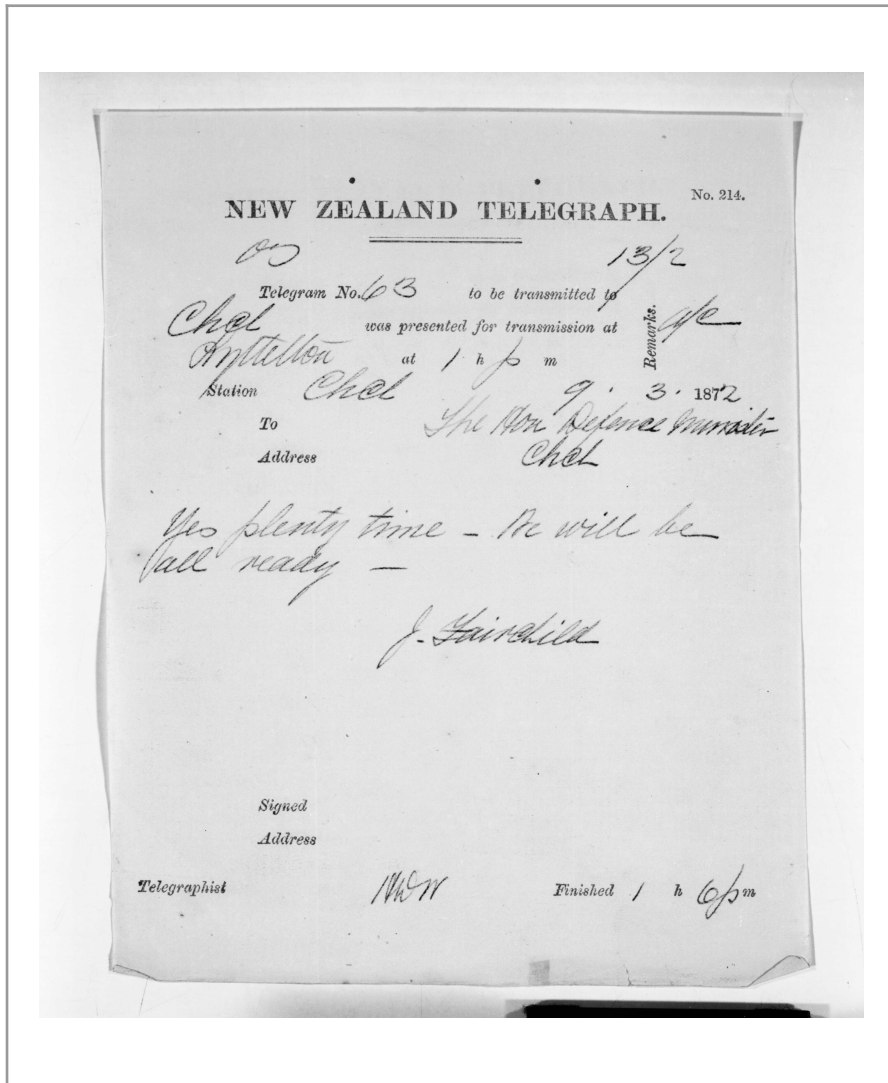 No. 214.
NEW ZEALAND TELEGRAPH.
OS 13/2
Telegram No. 63 to be transmitted to
ChCh was presented for transmission at
Lyttelton at 1 h p m
Remarks. a/c
Station ChCh 9. 3. 1872
To The Hon Defence Minister
Address ChCh
Yes plenty time — We will be
all ready —
J. Fairchild
Signed
Address
Telegraphist Finished 1 h 6 pm